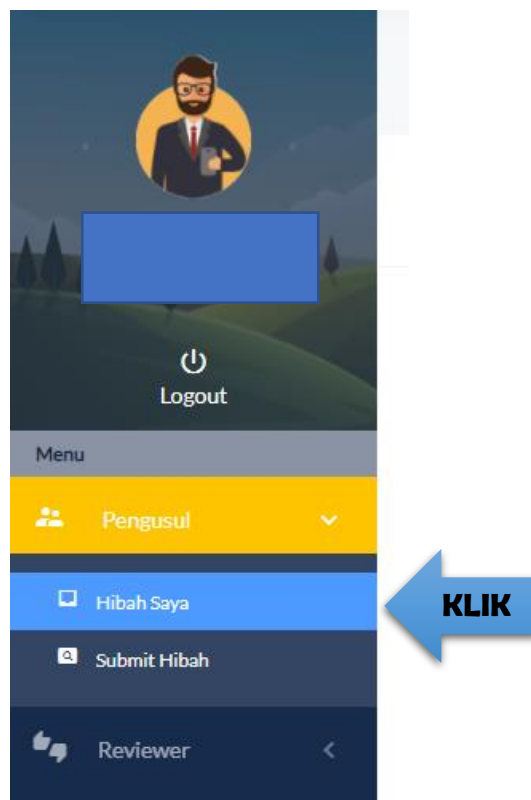 Logout
Menu
Pengusul
Hibah Saya
KLIK
Submit Hibah
Reviewer